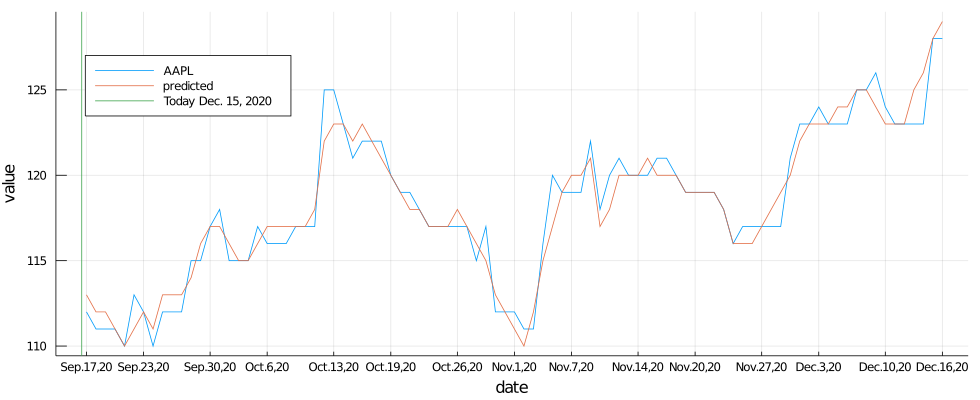 AAPL
predicted
Today Dec. 15, 2020
value
125
120
115
110
Sep.17,20 Sep.23,20 Sep.30,20 Oct.6,20 Oct.13,20 Oct.19,20 Oct.26,20 Nov.1,20 Nov.7,20 Nov.14,20 Nov.20,20 Nov.27,20 Dec.3,20 Dec.10,20 Dec.16,20
date